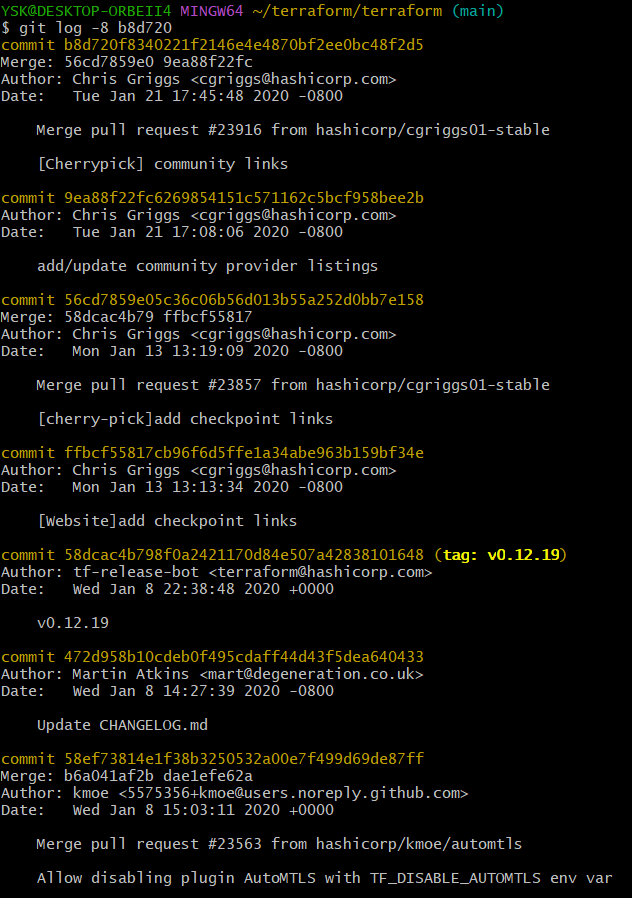 YSK@DESKTOP-ORBEII4 MINGW64 ~/terraform/terraform (main)
$ git log -8 b8d720
commit b8d720f8340221f2146e4e4870bf2ee0bc48f2d5
Merge: 56cd7859e0 9ea88f22fc
Author: Chris Griggs <cgriggs@hashicorp.com>
Date:   Tue Jan 21 17:45:48 2020 -0800

    Merge pull request #23916 from hashicorp/cgriggs01-stable

    [Cherrypick] community links

commit 9ea88f22fc6269854151c571162c5bcf958bee2b
Author: Chris Griggs <cgriggs@hashicorp.com>
Date:   Tue Jan 21 17:08:06 2020 -0800

    add/update community provider listings

commit 56cd7859e05c36c06b56d013b55a252d0bb7e158
Merge: 58dcac4b79 ffbcf55817
Author: Chris Griggs <cgriggs@hashicorp.com>
Date:   Mon Jan 13 13:19:09 2020 -0800

    Merge pull request #23857 from hashicorp/cgriggs01-stable

    [cherry-pick]add checkpoint links

commit ffbcf55817cb96f6d5ffe1a34abe963b159bf34e
Author: Chris Griggs <cgriggs@hashicorp.com>
Date:   Mon Jan 13 13:13:34 2020 -0800

    [Website]add checkpoint links

commit 58dcac4b798f0a2421170d84e507a42838101648 (tag: v0.12.19)
Author: tf-release-bot <terraform@hashicorp.com>
Date:   Wed Jan 8 22:38:48 2020 +0000

    v0.12.19

commit 472d958b10cdeb0f495cdaff44d43f5dea640433
Author: Martin Atkins <mart@degeneration.co.uk>
Date:   Wed Jan 8 14:27:39 2020 -0800

    Update CHANGELOG.md

commit 58ef73814e1f38b3250532a00e7f499d69de87ff
Merge: b6a041af2b dae1efe62a
Author: kmoe <5575356+kmoe@users.noreply.github.com>
Date:   Wed Jan 8 15:03:11 2020 +0000

    Merge pull request #23563 from hashicorp/kmoe/automtls

    Allow disabling plugin AutoMTLS with TF_DISABLE_AUTOMTLS env var